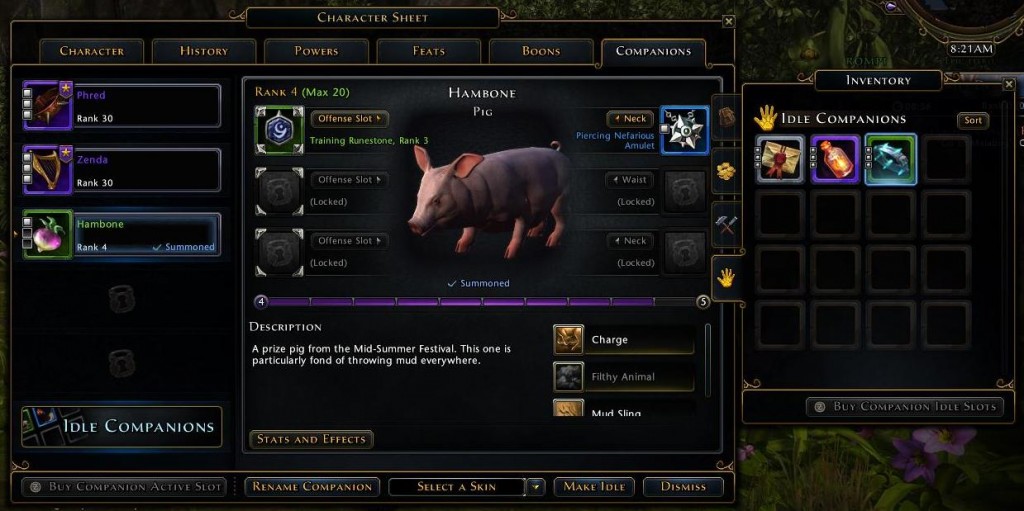 CHARACTER SHEET
CHARACTER
HISTORY
POWERS
FEATS
BOONS
COMPANIONS
Phred
Rank 30
Zenda
Rank 30
Hambone
Rank 4
Summoned
IDLE COMPANIONS
BUY COMPANION ACTIVE SLOT
RANK 4 (MAX 20)
HAMBONE
PIG
Offense Slot
Training Runestone, Rank 3
Offense Slot
(Locked)
Offense Slot
(Locked)
Neck
Piercing Nefarious
Amulet
Waist
(Locked)
Neck
(Locked)
Summoned
4
5
DESCRIPTION
A prize pig from the Mid-Summer Festival. This one is
particularly fond of throwing mud everywhere.
Charge
Filthy Animal
Mud Sling
STATS AND EFFECTS
RENAME COMPANION
SELECT A SKIN
MAKE IDLE
DISMISS
8:21AM
INVENTORY
IDLE COMPANIONS
Sort
BUY COMPANION IDLE SLOTS